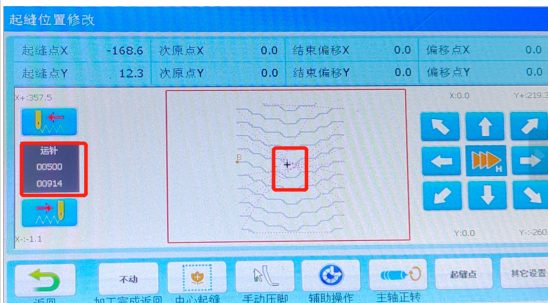 起缝位置修改
起缝点X -168.6 次原点X 0.0 结束偏移X 0.0 偏移点X 0.0
起缝点Y 12.3 次原点Y 0.0 结束偏移Y 0.0 偏移点Y 0.0
X+:357.5 X:0.0 Y+:219.3
运针
00500
00914
H
X-:-1.1 Y:0.0 Y-:-260
不动 起缝点 其它设置
返回 加工完成返回 中心起缝 手动压脚 辅助操作 主轴正转